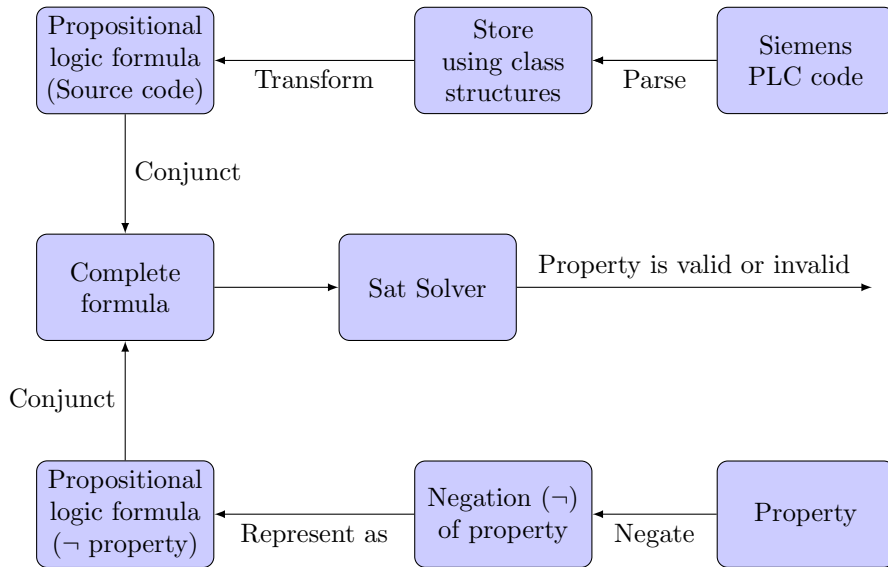 Propositional
logic formula
(Source code)
Transform
Store
using class
structures
Parse
Siemens
PLC code
Conjunct
Complete
formula
Sat Solver
Property is valid or invalid
Conjunct
Propositional
logic formula
(¬ property)
Represent as
Negation (¬)
of property
Negate
Property